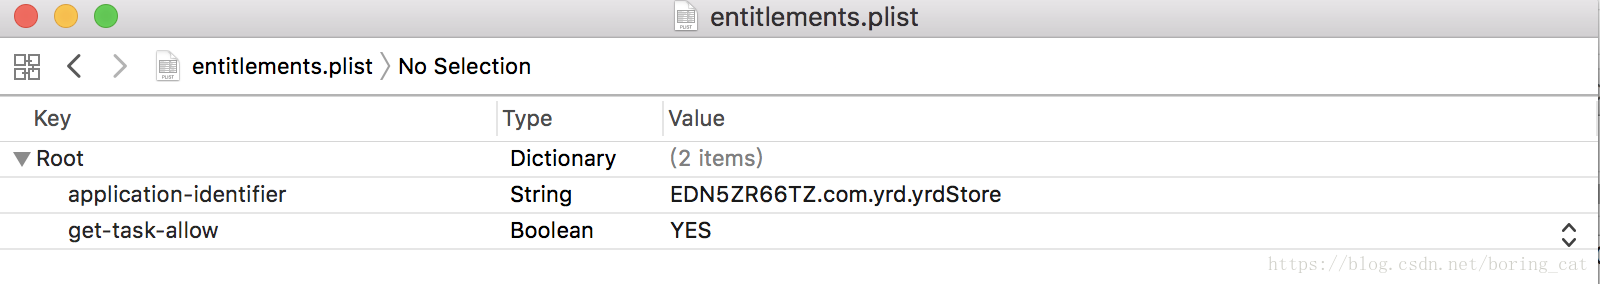 entitlements.plist
entitlements.plist No Selection
Key Type Value
Root Dictionary (2 items)
application-identifier String EDN5ZR66TZ.com.yrd.yrdStore
get-task-allow Boolean YES
https://blog.csdn.net/boring_cat